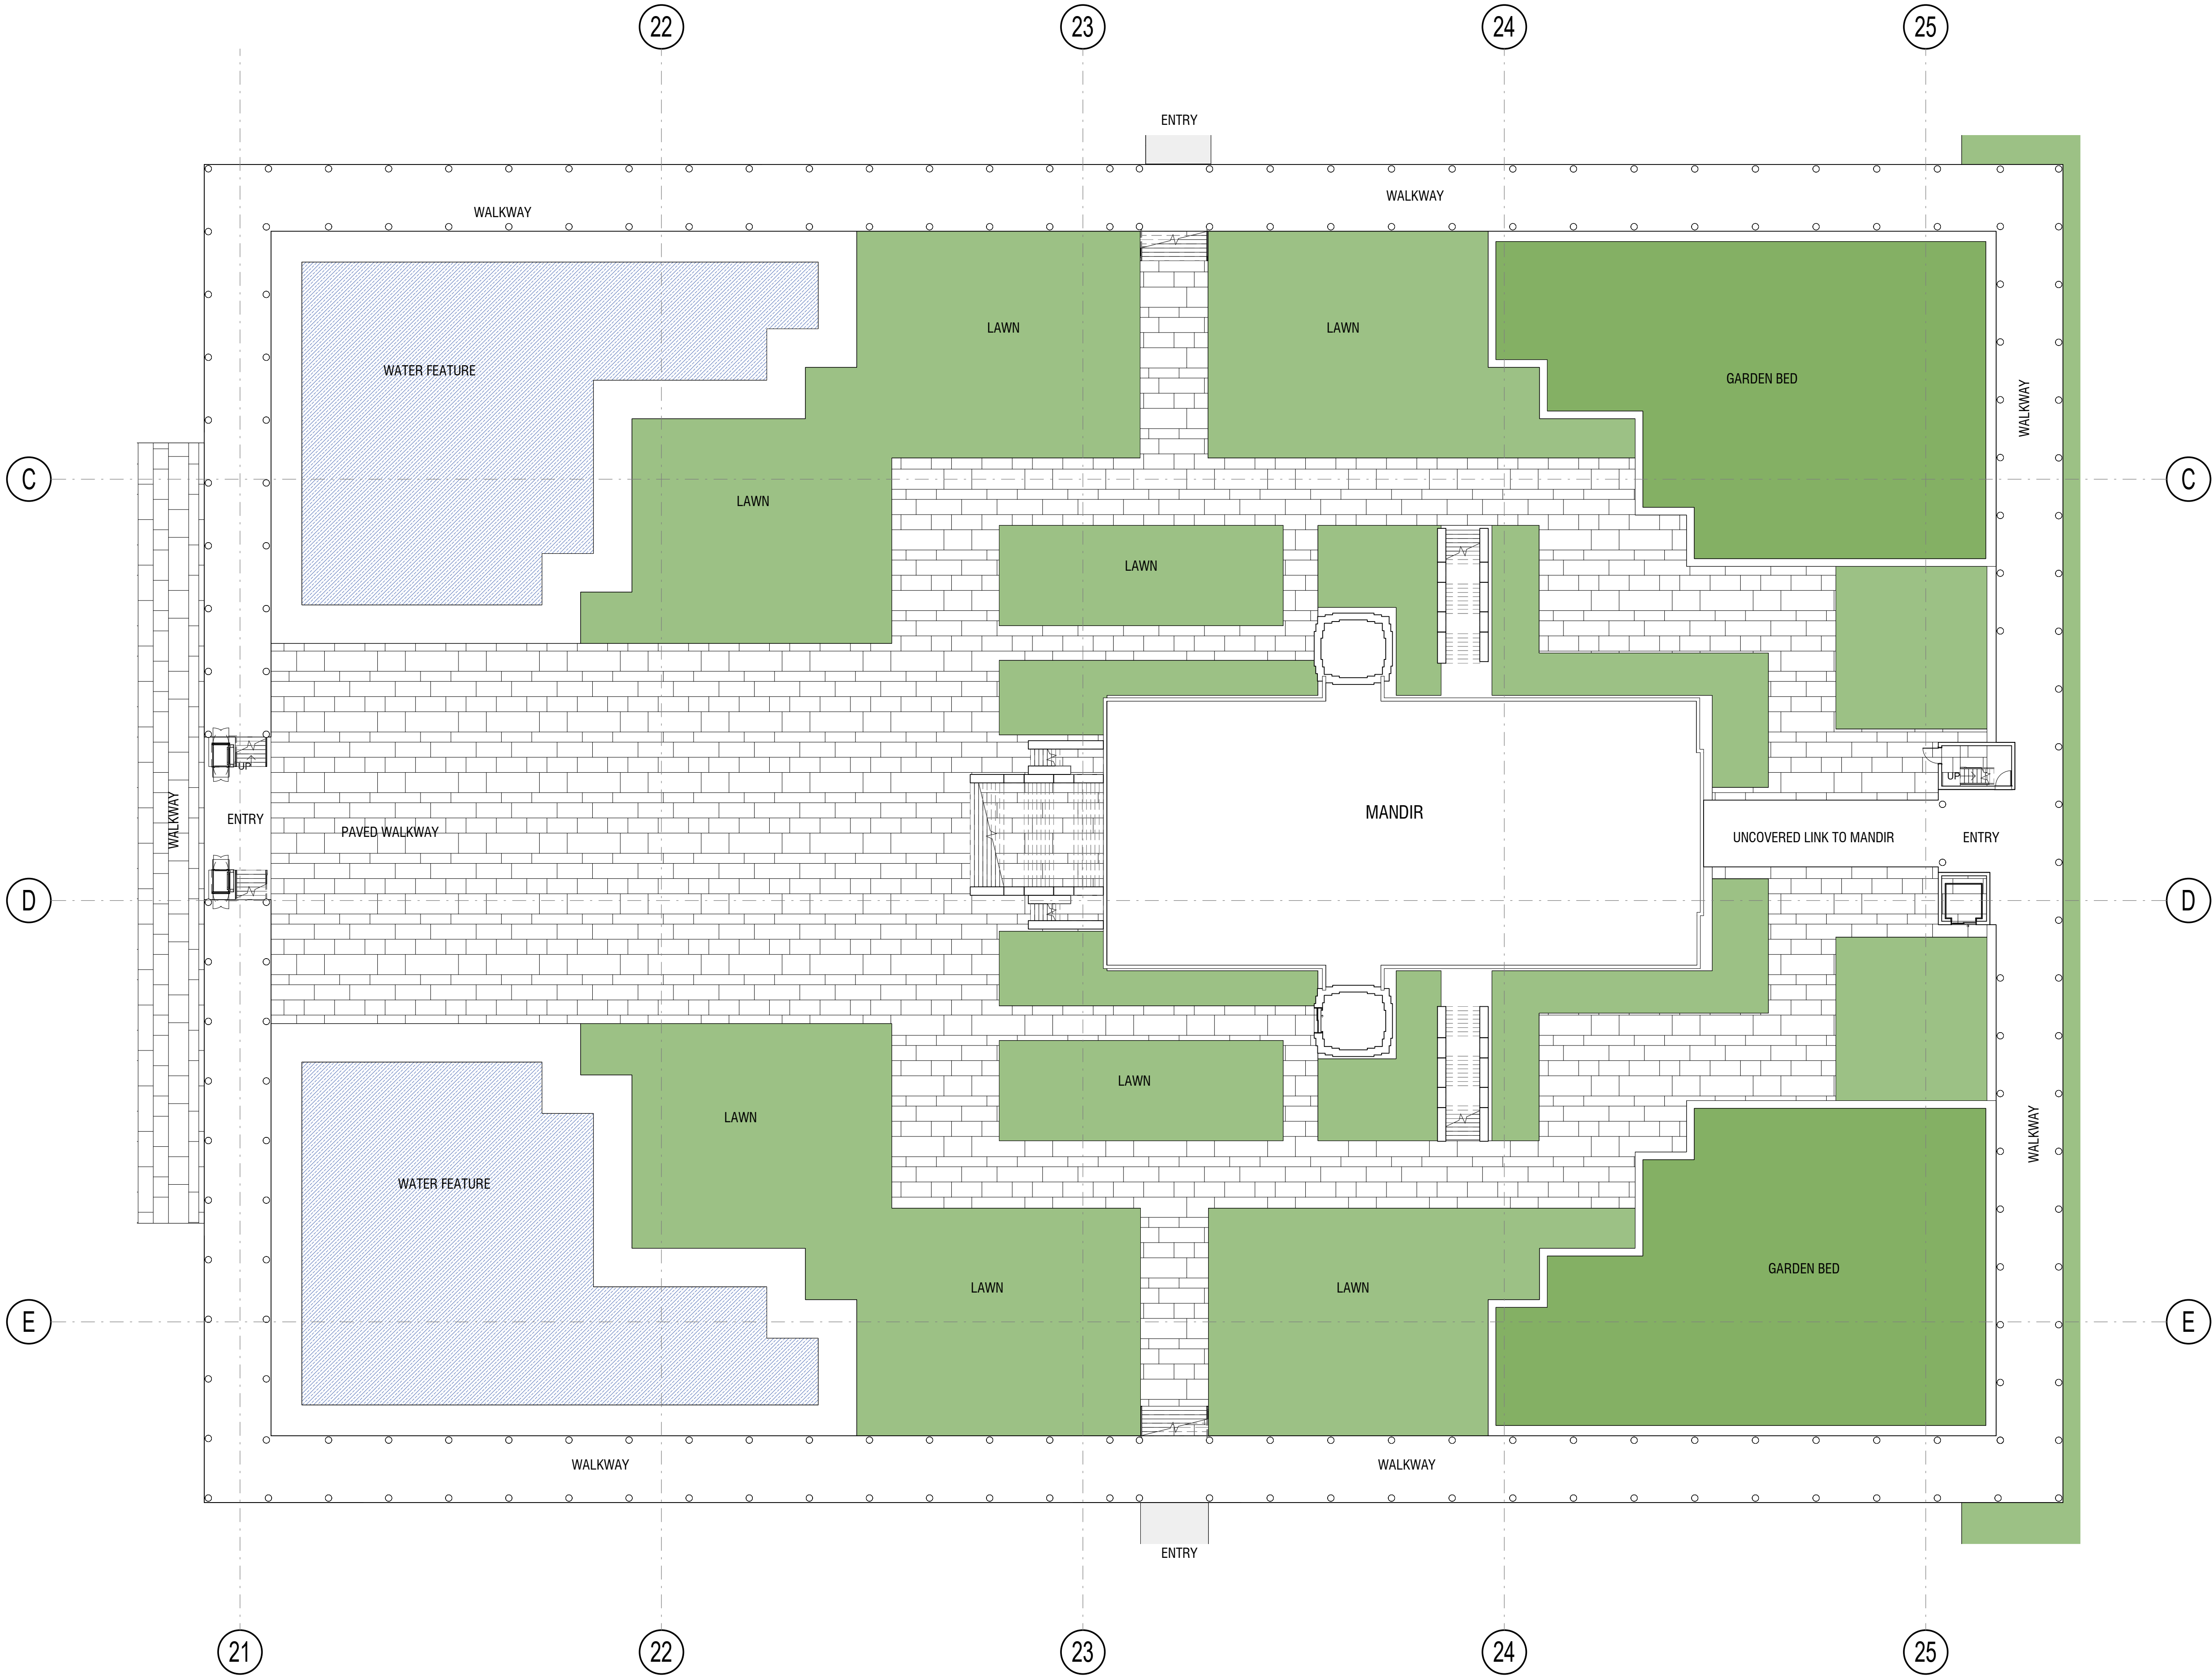 22
23
24
25
ENTRY
WALKWAY
WALKWAY
LAWN
LAWN
WATER FEATURE
GARDEN BED
WALKWAY
C
C
LAWN
LAWN
UP
UP
MANDIR
WALKWAY
ENTRY
PAVED WALKWAY
UNCOVERED LINK TO MANDIR
ENTRY
D
D
LAWN
LAWN
WALKWAY
WATER FEATURE
GARDEN BED
LAWN
LAWN
E
E
WALKWAY
WALKWAY
ENTRY
21
22
23
24
25